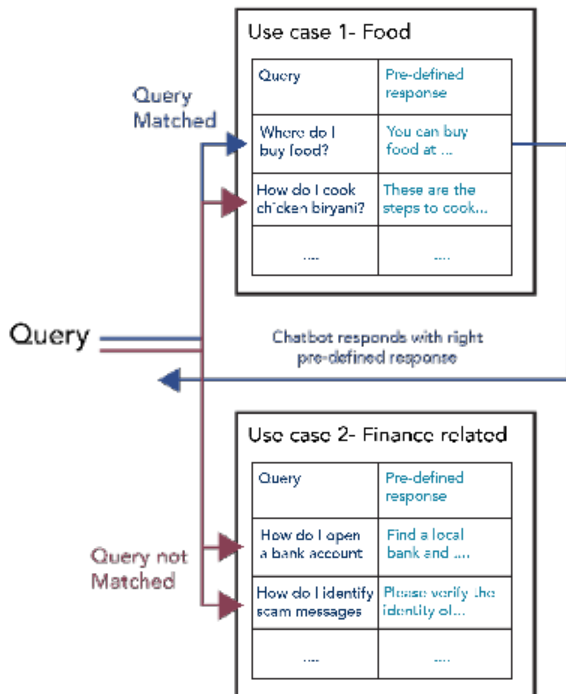 Use case 1- Food
Query
Pre-defined
response
Query
Matched
Where do I
buy food?
You can buy
food at ...
How do I cook
chicken biryani?
These are the
steps to cook...
....
....
Query
Chatbot responds with right
pre-defined response
Use case 2- Finance related
Query
Pre-defined
response
How do I open
a bank account
Find a local
bank and ....
Query not
Matched
How do I identify
scam messages
Please verify the
identity of...
....
....